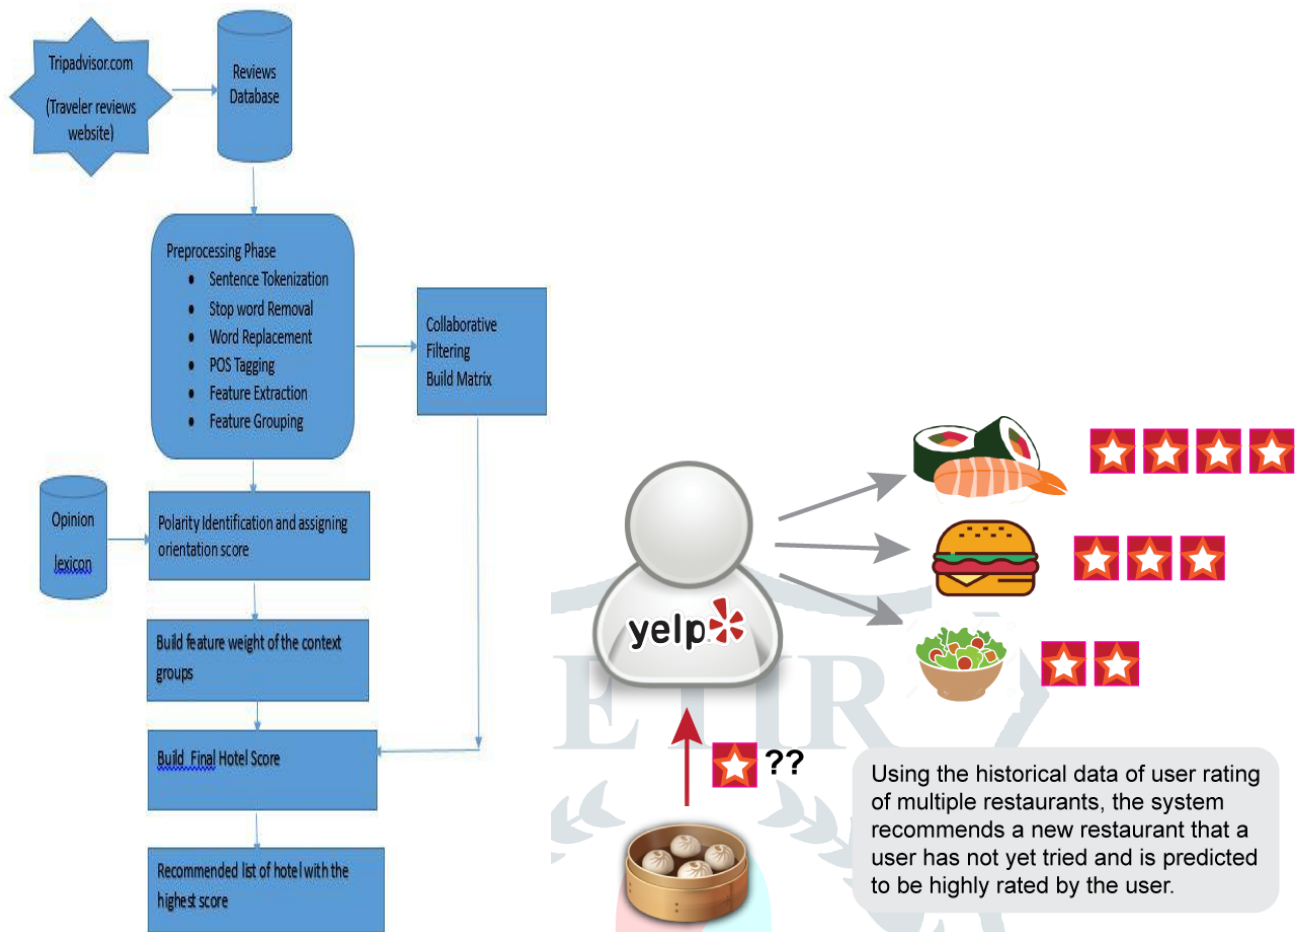 Tripadvisor.com
(Traveler reviews
website)
Reviews
Database
Preprocessing Phase
• Sentence Tokenization
• Stop word Removal
• Word Replacement
• POS Tagging
• Feature Extraction
• Feature Grouping
Collaborative
Filtering
Build Matrix
Opinion
lexicon
Polarity Identification and assigning
orientation score
Build feature weight of the context
groups
Build Final Hotel Score
Recommended list of hotel with the
highest score
yelp
??
Using the historical data of user rating
of multiple restaurants, the system
recommends a new restaurant that a
user has not yet tried and is predicted
to be highly rated by the user.
JETIR